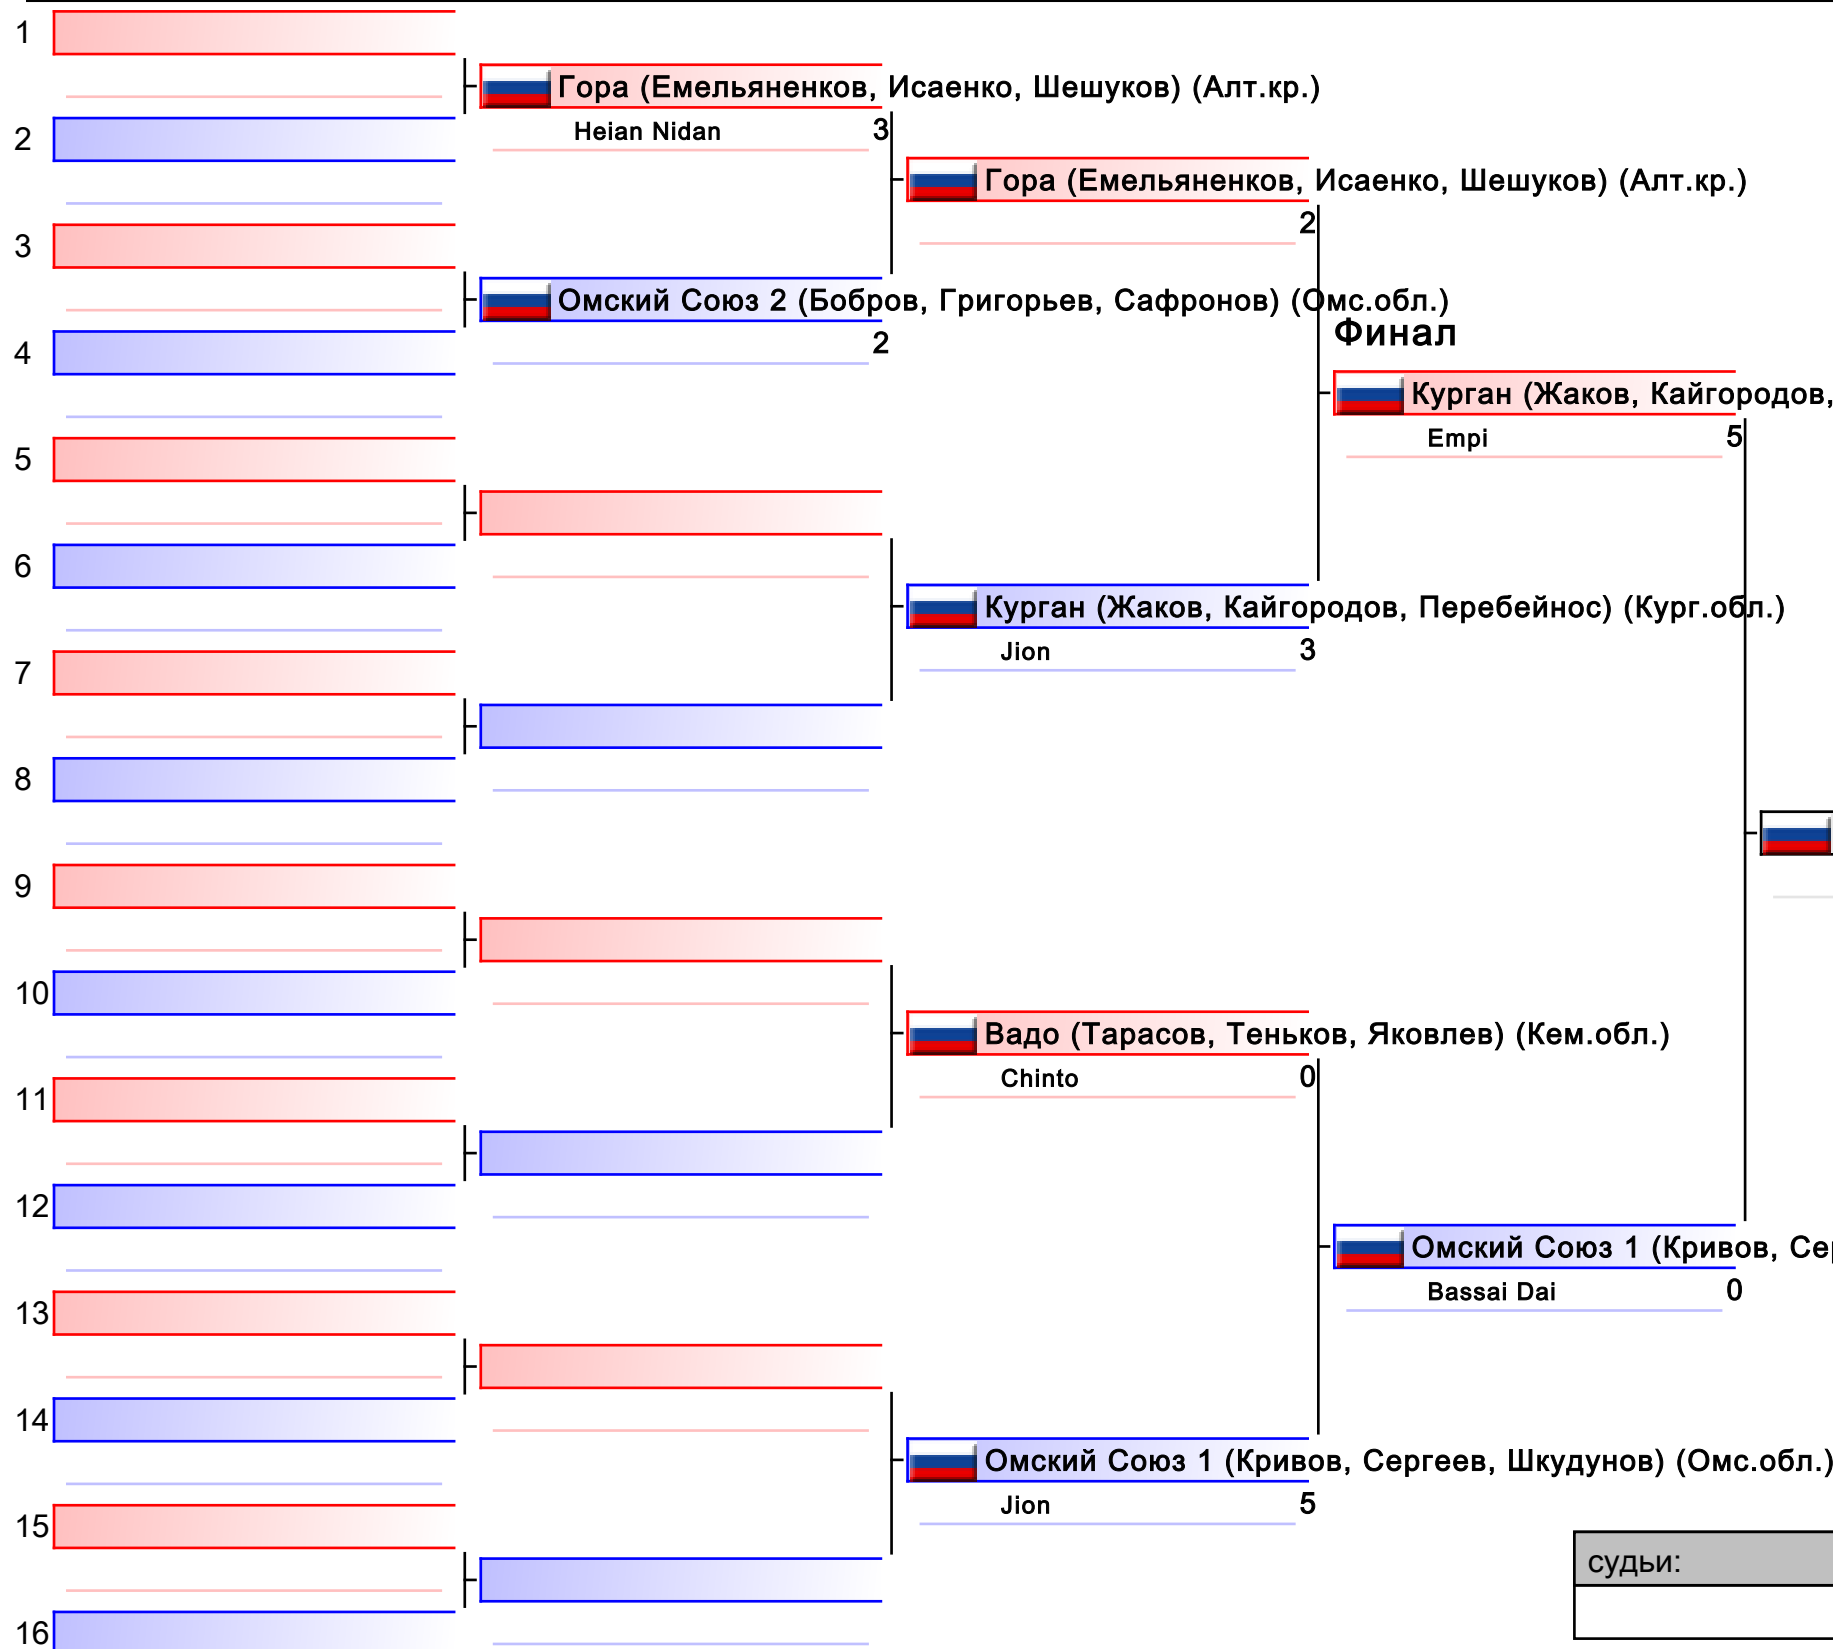 1
Гора (Емельяненков, Исаенко, Шешуков) (Алт.кр.)
Heian Nidan 3
2
Гора (Емельяненков, Исаенко, Шешуков) (Алт.кр.)
2
3
Омский Союз 2 (Бобров, Григорьев, Сафронов) (Омс.обл.)
2
4
Финал
Курган (Жаков, Кайгородов,
Empi 5
5
6
Курган (Жаков, Кайгородов, Перебейнос) (Кург.обл.)
Jion 3
7
8
9
10
Вадо (Тарасов, Теньков, Яковлев) (Кем.обл.)
Chinto 0
11
12
Омский Союз 1 (Кривов, Сер
Bassai Dai 0
13
14
Омский Союз 1 (Кривов, Сергеев, Шкудунов) (Омс.обл.)
Jion 5
15
судьи:
16